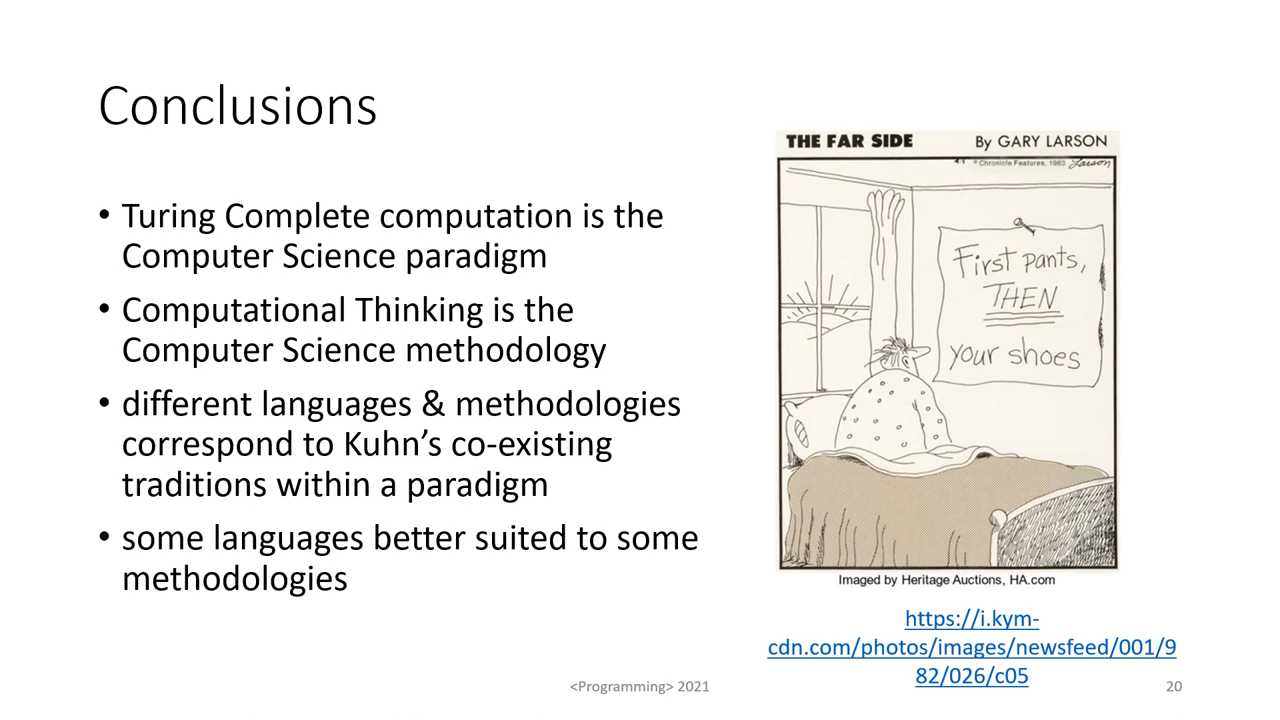 Conclusions
• Turing Complete computation is the
Computer Science paradigm
• Computational Thinking is the
Computer Science methodology
• different languages & methodologies
correspond to Kuhn’s co-existing
traditions within a paradigm
• some languages better suited to some
methodologies
THE FAR SIDE By GARY LARSON
© Chronicle Features, 1983 Larson
First pants,
THEN
your shoes
Imaged by Heritage Auctions, HA.com
https://i.kym-
cdn.com/photos/images/newsfeed/001/9
82/026/c05
<Programming> 2021
20